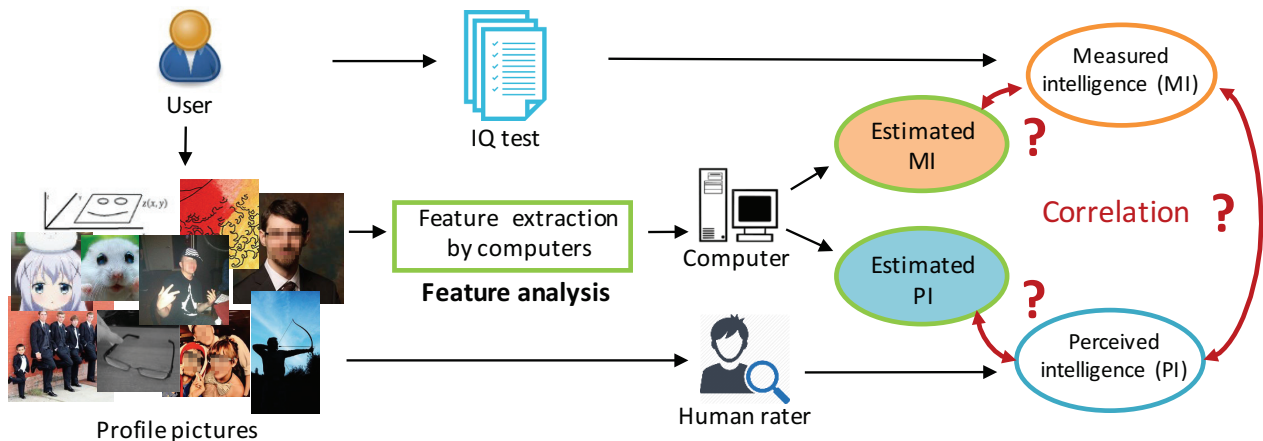 User
IQ test
Measured
intelligence (MI)
Estimated
MI
?
z(x, y)
Feature extraction
by computers
Feature analysis
Computer
Correlation ?
Estimated
PI
?
Perceived
intelligence (PI)
Human rater
Profile pictures